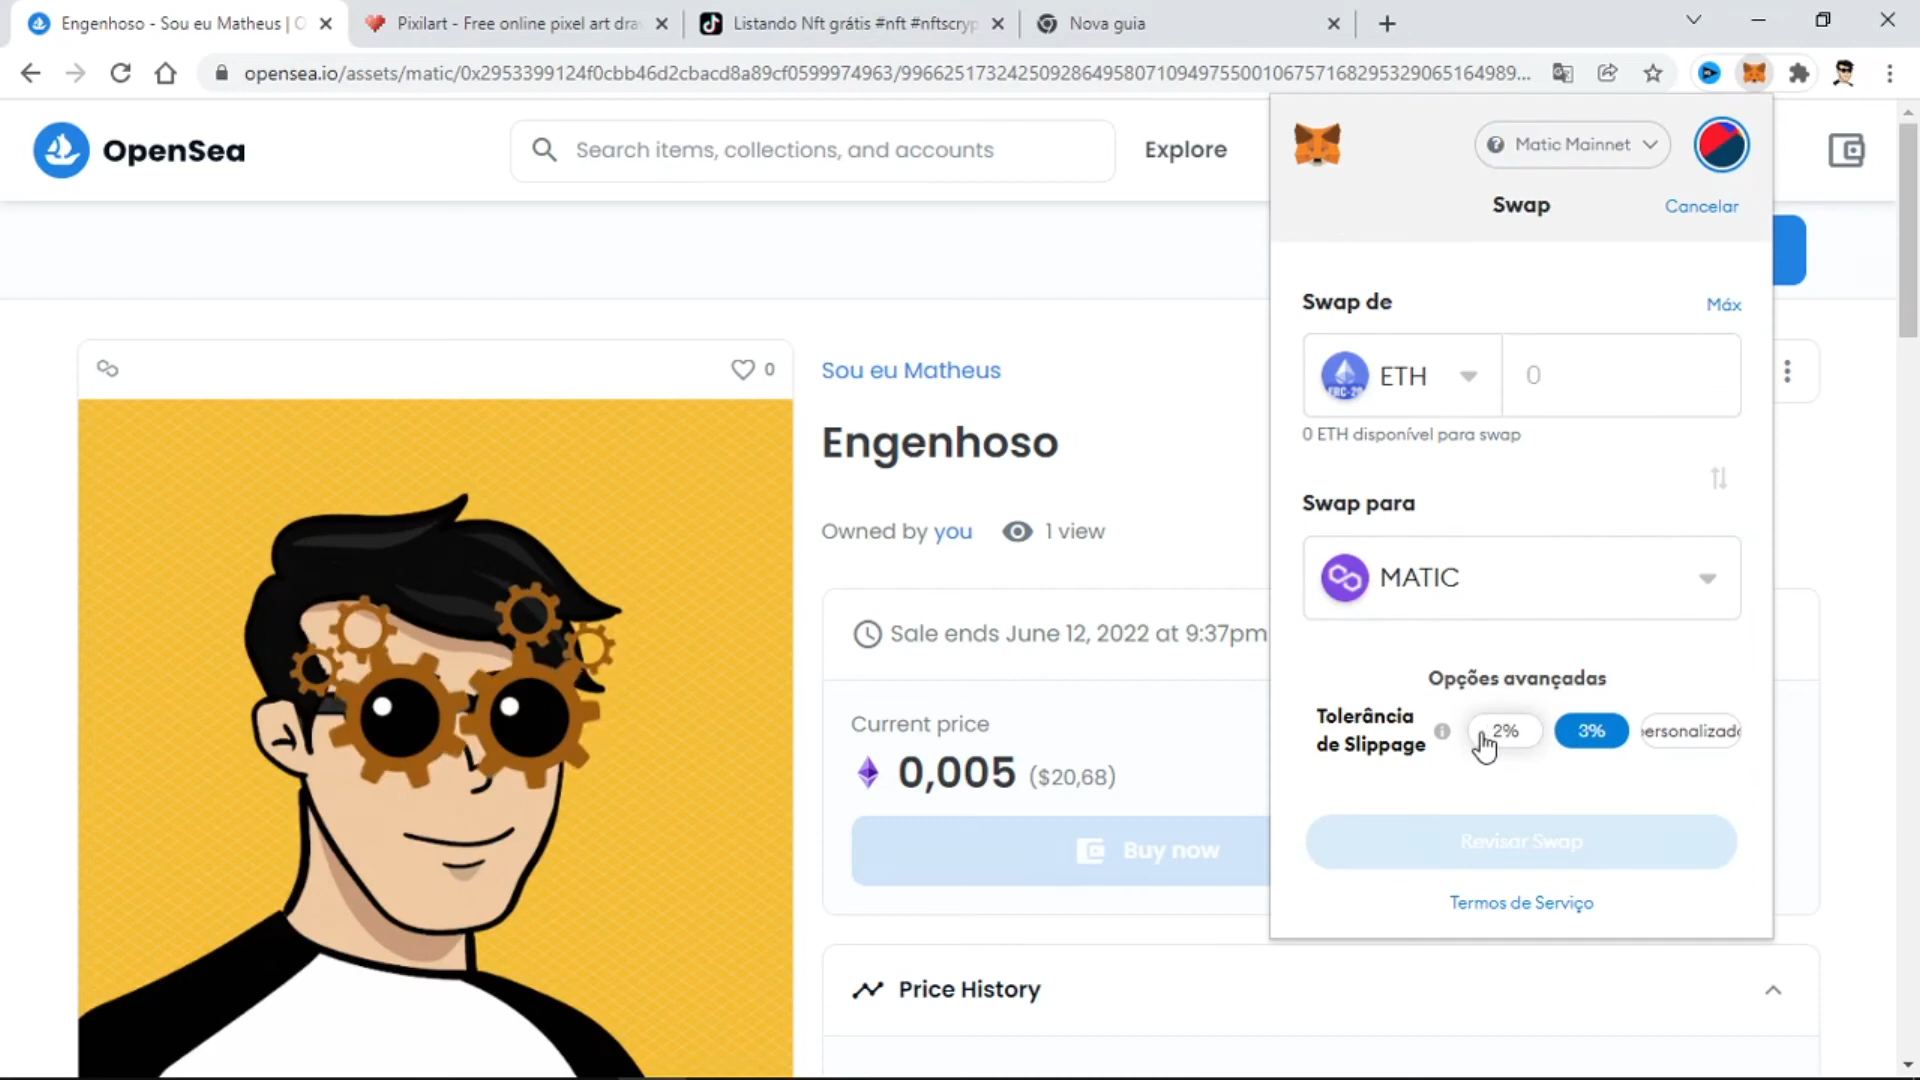 Engenhoso - Sou eu Matheus | O
Pixilart - Free online pixel art dra
Listando Nft grátis #nft #nftscryp
Nova guia
opensea.io/assets/matic/0x2953399124f0cbb46d2cbacd8a89cf0599974963/99662517324250928649580710949755001067571682953290651649​89...
OpenSea
Search items, collections, and accounts
Explore
Matic Mainnet
Swap
Cancelar
Swap de
Máx
ETH
ERC-20
0
0 ETH disponível para swap
Swap para
MATIC
Opções avançadas
Tolerância
de Slippage
2%
3%
personalizado
Revisar Swap
Termos de Serviço
0
Sou eu Matheus
Engenhoso
Owned by you
1 view
Sale ends June 12, 2022 at 9:37pm
Current price
0,005 ($20,68)
Buy now
Price History